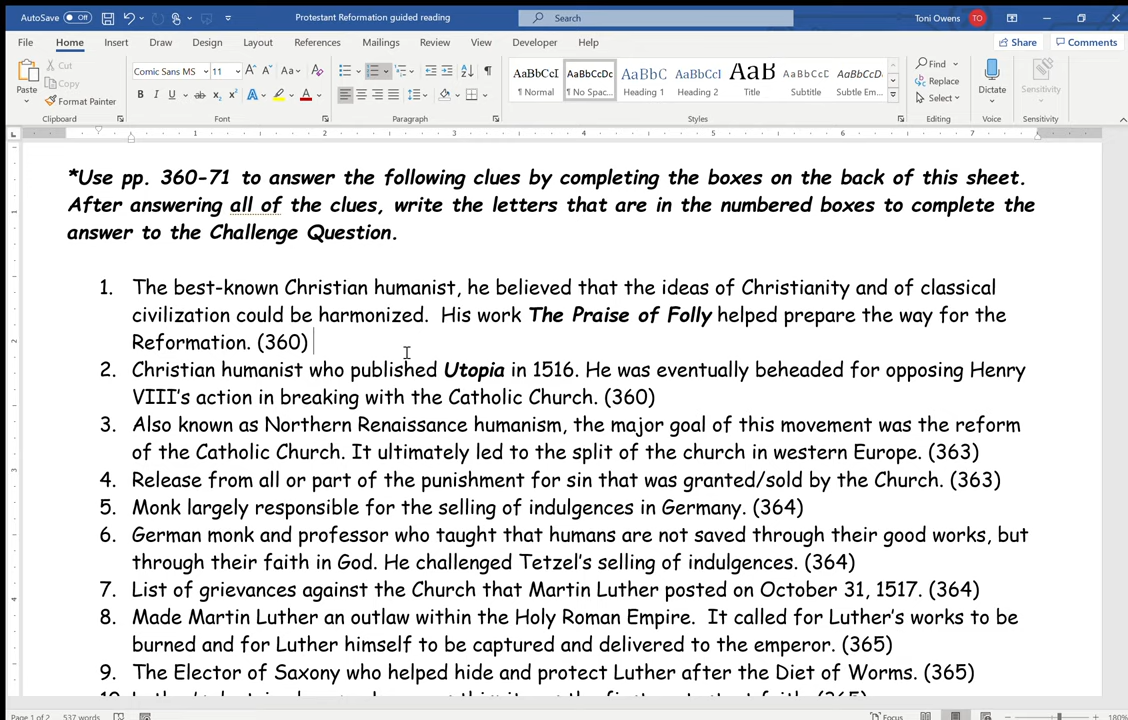 AutoSave Off Protestant Reformation guided reading Search Toni Owens TO
File Home Insert Draw Design Layout References Mailings Review View Developer Help Share Comments
Paste Cut Copy Format Painter Clipboard
Comic Sans MS 11 Font
Paragraph
AaBbCcI AaBbCcDc AaBbC AaBbCcI AaB AaBbCcD AaBbCcD
¶ Normal ¶ No Spac... Heading 1 Heading 2 Title Subtitle Subtle Em...
Styles
Find Replace Select Editing
Dictate Voice
Sensitivity Sensitivity
*Use pp. 360-71 to answer the following clues by completing the boxes on the back of this sheet.
After answering all of the clues, write the letters that are in the numbered boxes to complete the
answer to the Challenge Question.
1. The best-known Christian humanist, he believed that the ideas of Christianity and of classical
civilization could be harmonized. His work The Praise of Folly helped prepare the way for the
Reformation. (360)
2. Christian humanist who published Utopia in 1516. He was eventually beheaded for opposing Henry
VIII's action in breaking with the Catholic Church. (360)
3. Also known as Northern Renaissance humanism, the major goal of this movement was the reform
of the Catholic Church. It ultimately led to the split of the church in western Europe. (363)
4. Release from all or part of the punishment for sin that was granted/sold by the Church. (363)
5. Monk largely responsible for the selling of indulgences in Germany. (364)
6. German monk and professor who taught that humans are not saved through their good works, but
through their faith in God. He challenged Tetzel's selling of indulgences. (364)
7. List of grievances against the Church that Martin Luther posted on October 31, 1517. (364)
8. Made Martin Luther an outlaw within the Holy Roman Empire. It called for Luther's works to be
burned and for Luther himself to be captured and delivered to the emperor. (365)
9. The Elector of Saxony who helped hide and protect Luther after the Diet of Worms. (365)
Page 1 of 2 537 words Focus 180%